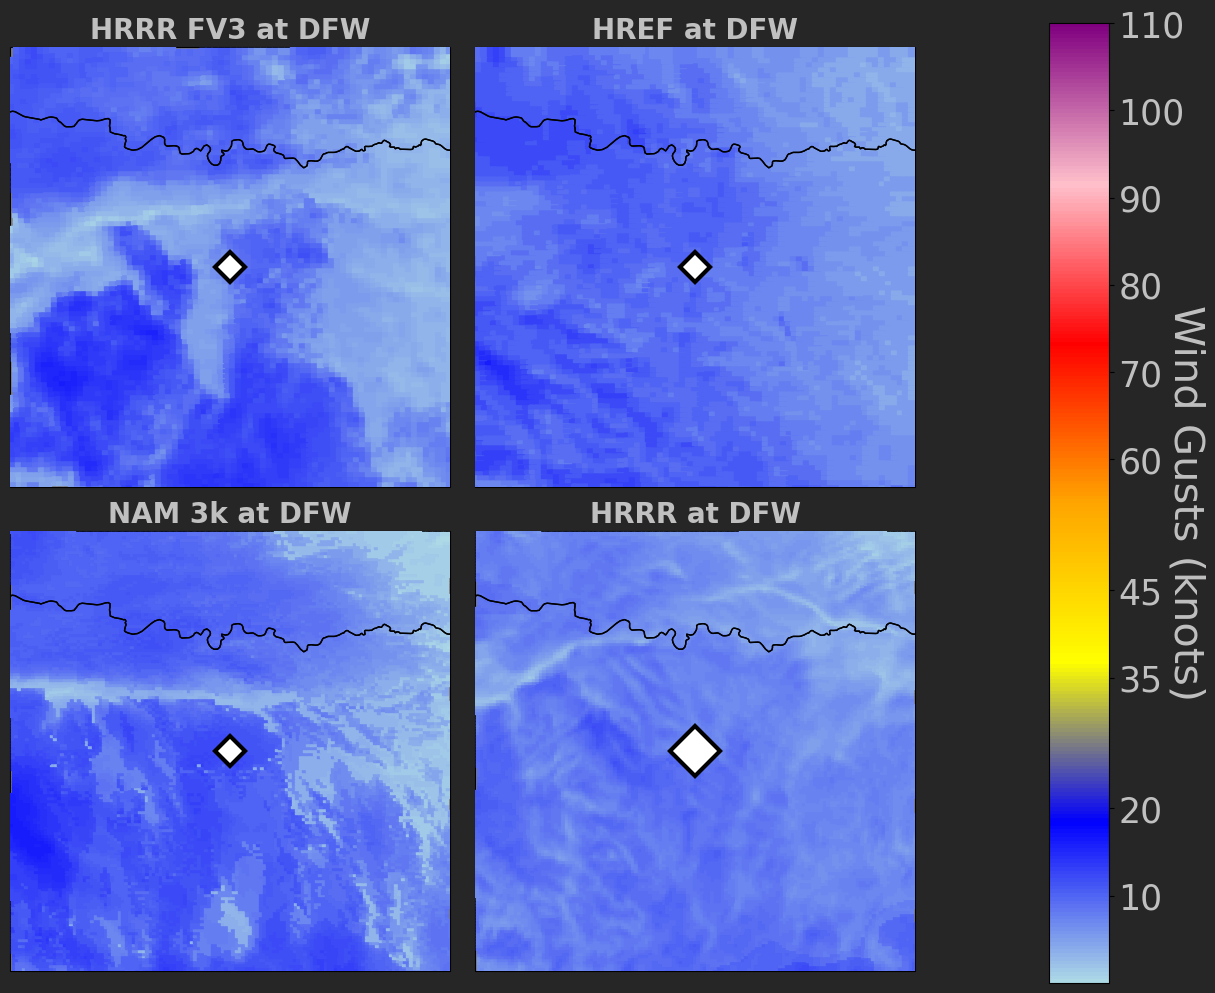 HRRR FV3 at DFW
HREF at DFW
NAM 3k at DFW
HRRR at DFW
110
100
90
80
70
60
45
35
20
10
Wind Gusts (knots)